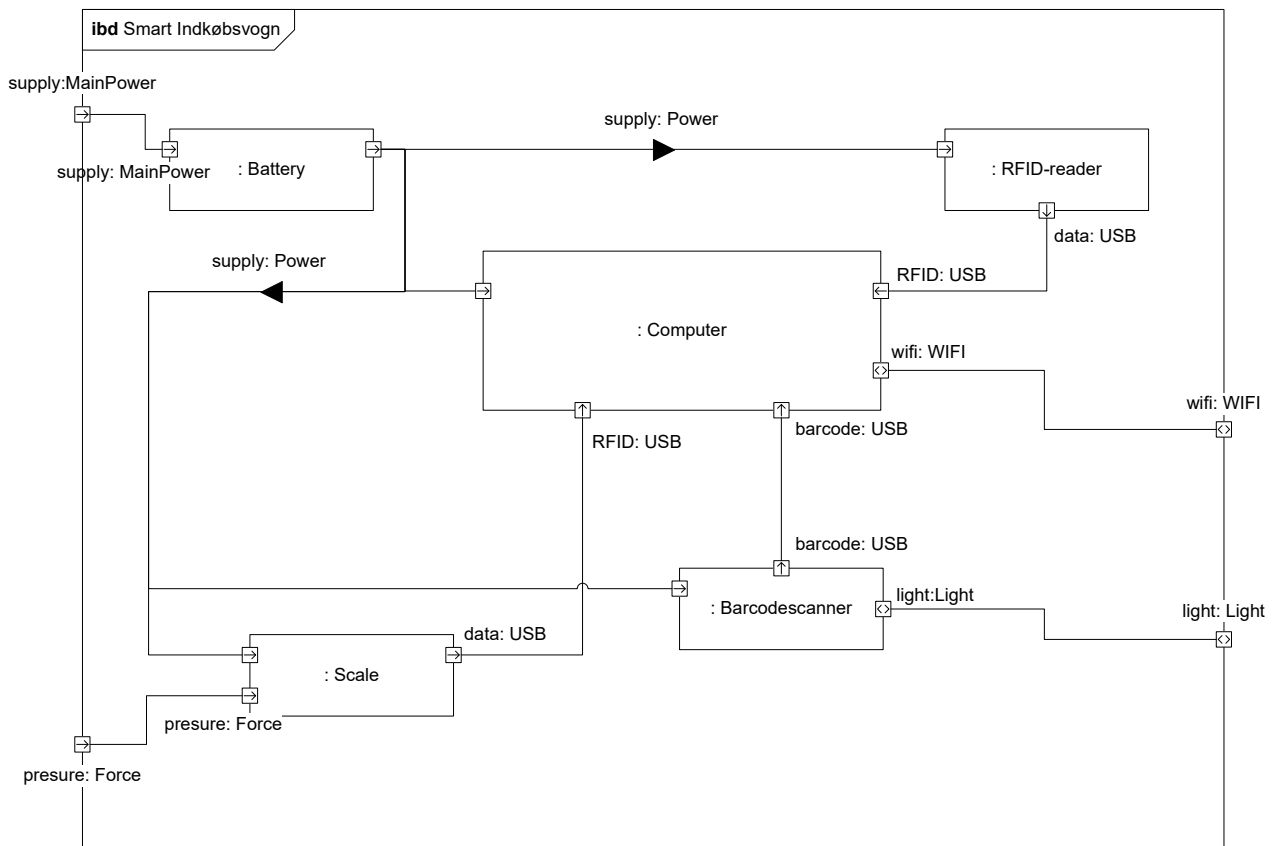 ibd Smart Indkøbsvogn
supply:MainPower
supply: Power
supply: MainPower
: Battery
: RFID-reader
data: USB
supply: Power
RFID: USB
: Computer
wifi: WIFI
wifi: WIFI
barcode: USB
RFID: USB
barcode: USB
light:Light
: Barcodescanner
light: Light
data: USB
: Scale
presure: Force
presure: Force